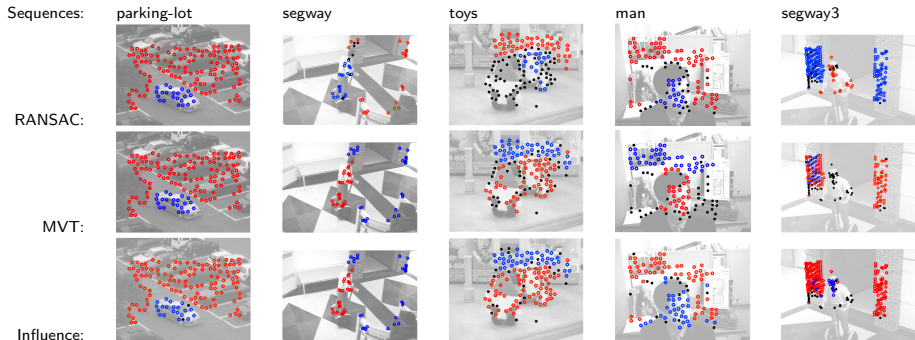 Sequences: parking-lot segway toys man segway3
RANSAC:
MVT:
Influence: